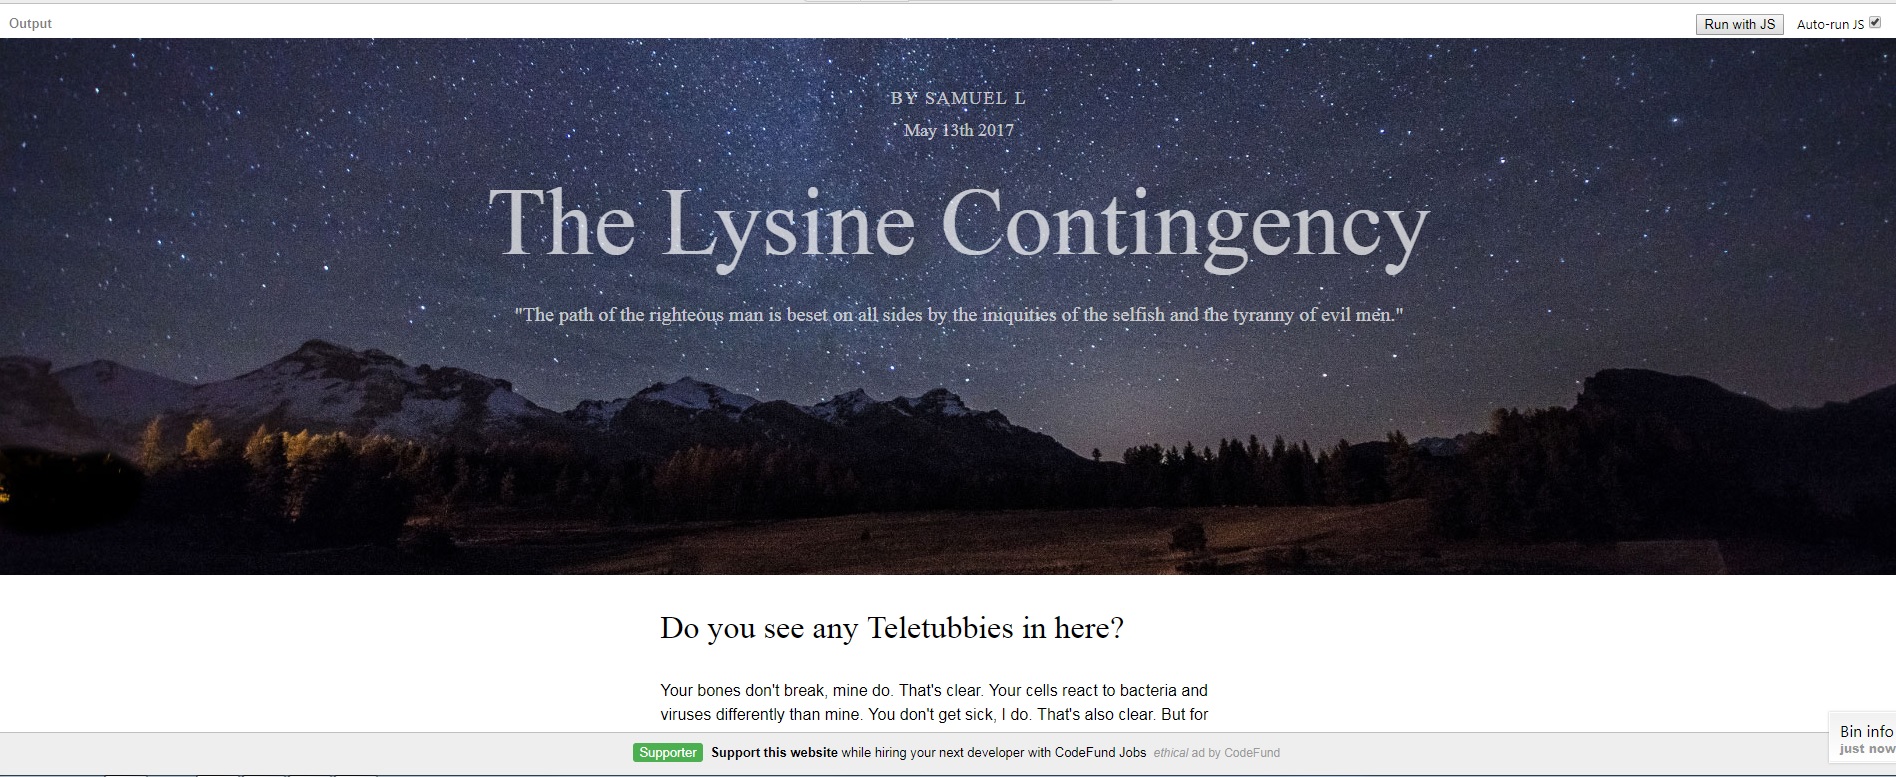 Output
Run with JS Auto-run JS
BY SAMUEL L
May 13th 2017
The Lysine Contingency
"The path of the righteous man is beset on all sides by the iniquities of the selfish and the tyranny of evil men."
Do you see any Teletubbies in here?
Your bones don't break, mine do. That's clear. Your cells react to bacteria and
viruses differently than mine. You don't get sick, I do. That's also clear. But for
Supporter Support this website while hiring your next developer with CodeFund Jobs ethical ad by CodeFund
Bin info
just now